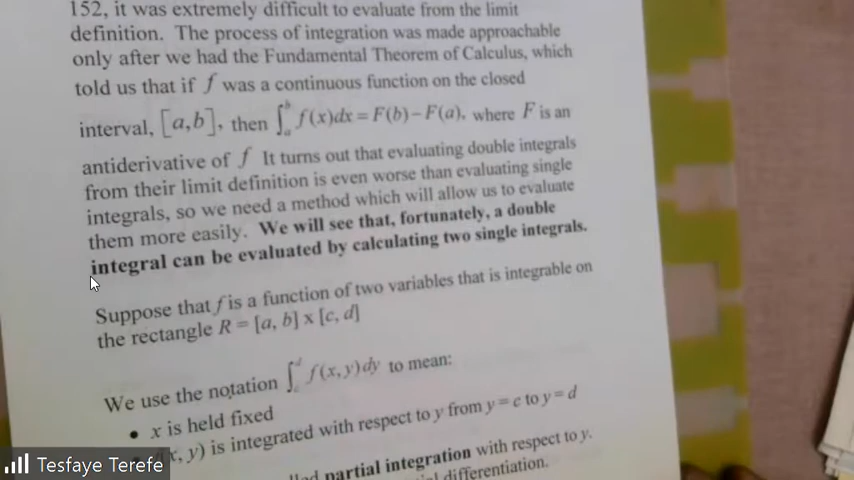 152, it was extremely difficult to evaluate from the limit
definition. The process of integration was made approachable
only after we had the Fundamental Theorem of Calculus, which
told us that if f was a continuous function on the closed
interval, [a,b], then ∫_a^b f(x)dx = F(b) − F(a), where F is an
antiderivative of f It turns out that evaluating double integrals
from their limit definition is even worse than evaluating single
integrals, so we need a method which will allow us to evaluate
them more easily. We will see that, fortunately, a double
integral can be evaluated by calculating two single integrals.
Suppose that f is a function of two variables that is integrable on
the rectangle R = [a, b] x [c, d]
We use the notation ∫_c^d f(x,y)dy to mean:
• x is held fixed
x, y) is integrated with respect to y from y = c to y = d
partial integration with respect to y.
differentiation.
Tesfaye Terefe